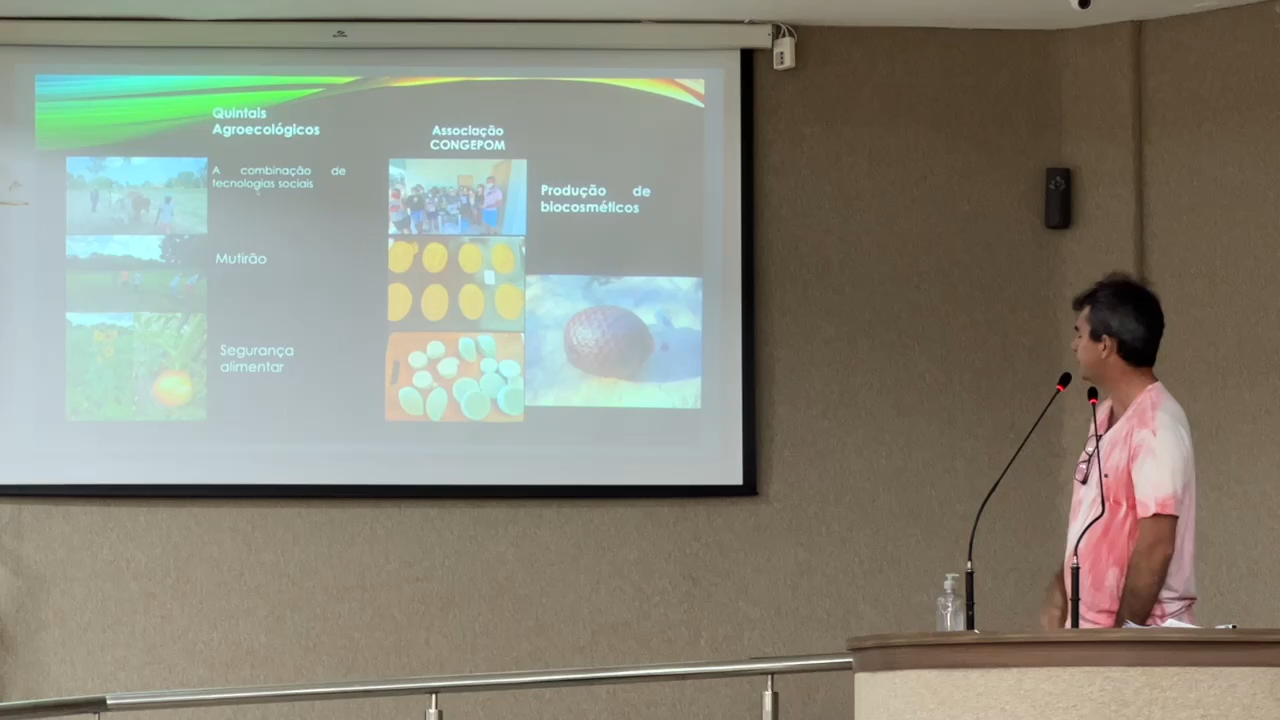 Quintais
Agroecológicos
A combinação de
tecnologias sociais
Mutirão
Segurança
alimentar
Associação
CONGEPOM
Produção de
biocosméticos